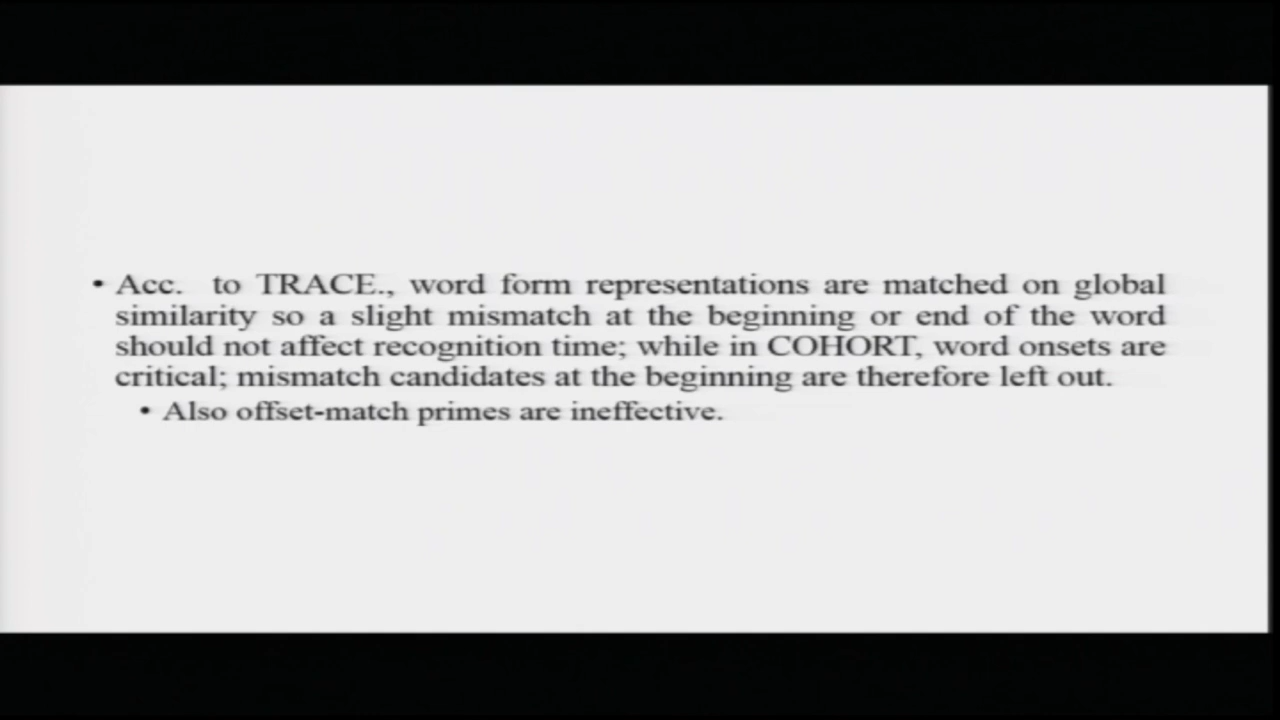 • Acc. to TRACE., word form representations are matched on global
similarity so a slight mismatch at the beginning or end of the word
should not affect recognition time; while in COHORT, word onsets are
critical; mismatch candidates at the beginning are therefore left out.
• Also offset-match primes are ineffective.